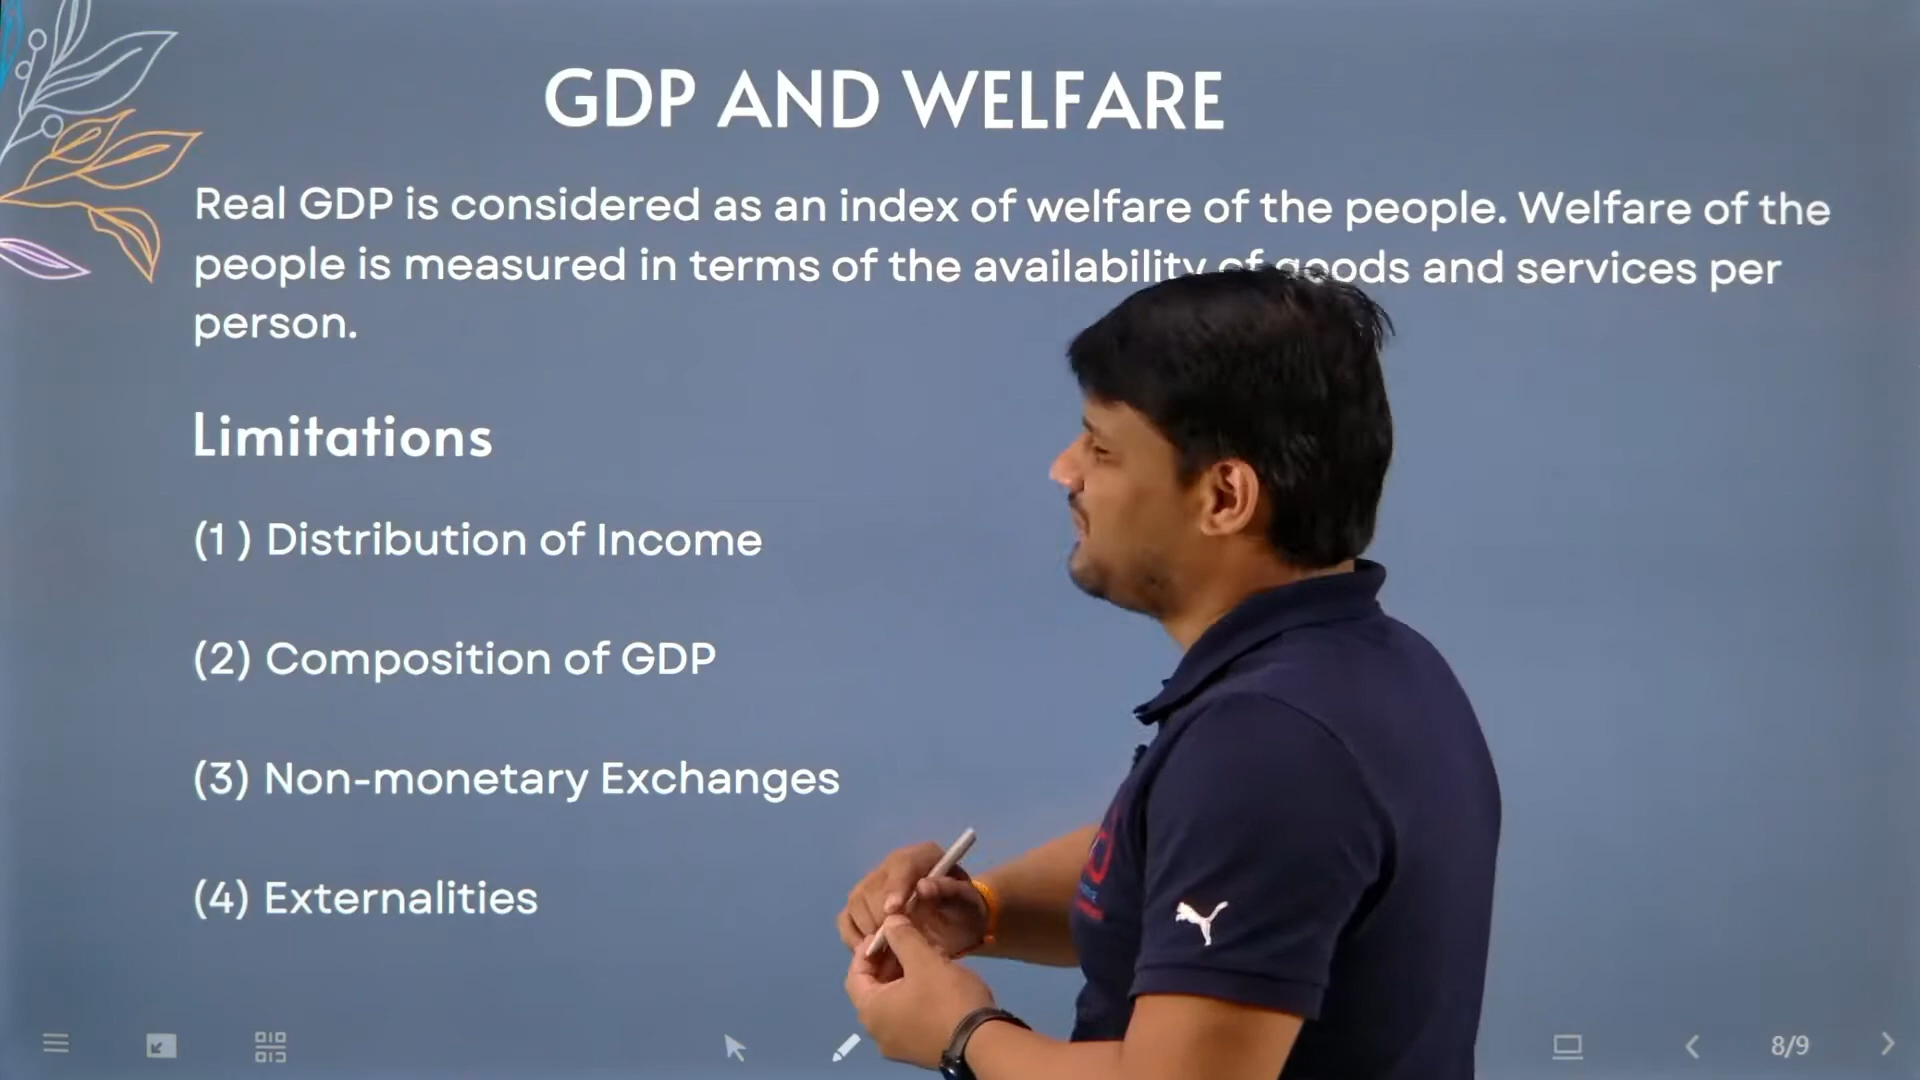 GDP AND WELFARE
Real GDP is considered as an index of welfare of the people. Welfare of the
people is measured in terms of the availability of goods and services per
person.
Limitations
(1 ) Distribution of Income
(2) Composition of GDP
(3) Non-monetary Exchanges
(4) Externalities
8/9